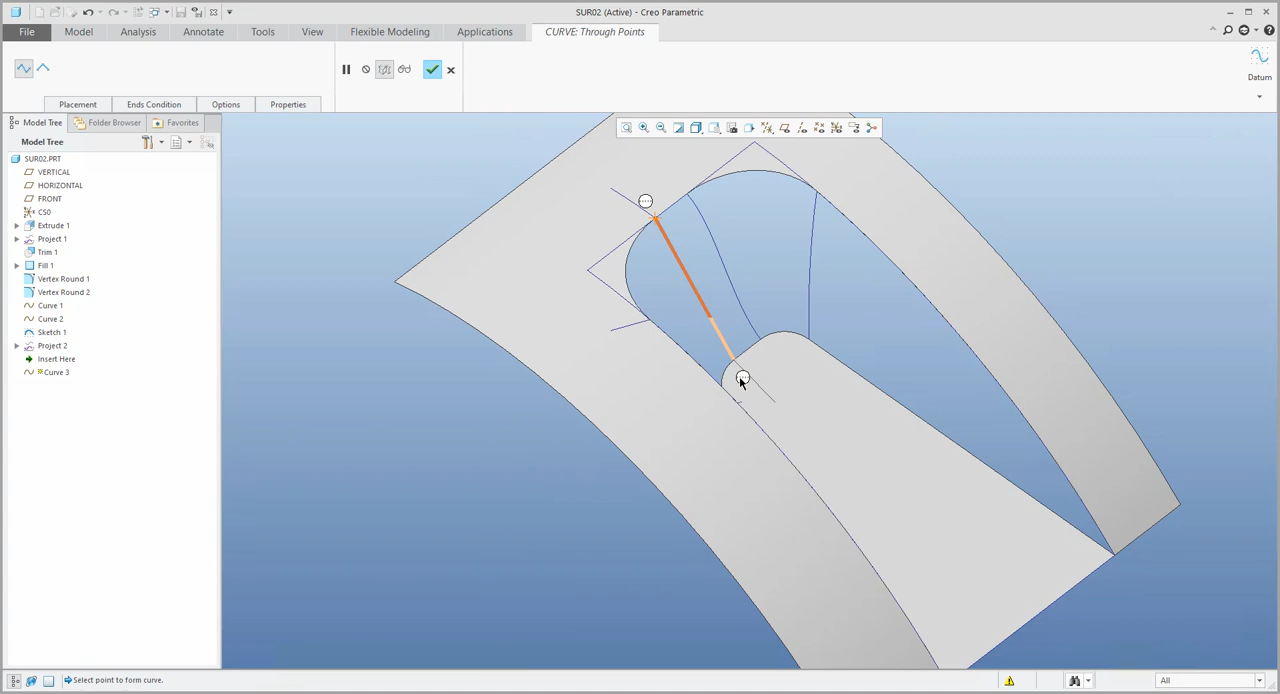 SUR02 (Active) - Creo Parametric
File Model Analysis Annotate Tools View Flexible Modeling Applications CURVE: Through Points
Datum
Placement Ends Condition Options Properties
Model Tree Folder Browser Favorites
Model Tree
SUR02.PRT
VERTICAL
HORIZONTAL
FRONT
CS0
Extrude 1
Project 1
Trim 1
Fill 1
Vertex Round 1
Vertex Round 2
Curve 1
Curve 2
Sketch 1
Project 2
Insert Here
Curve 3
Select point to form curve.
All